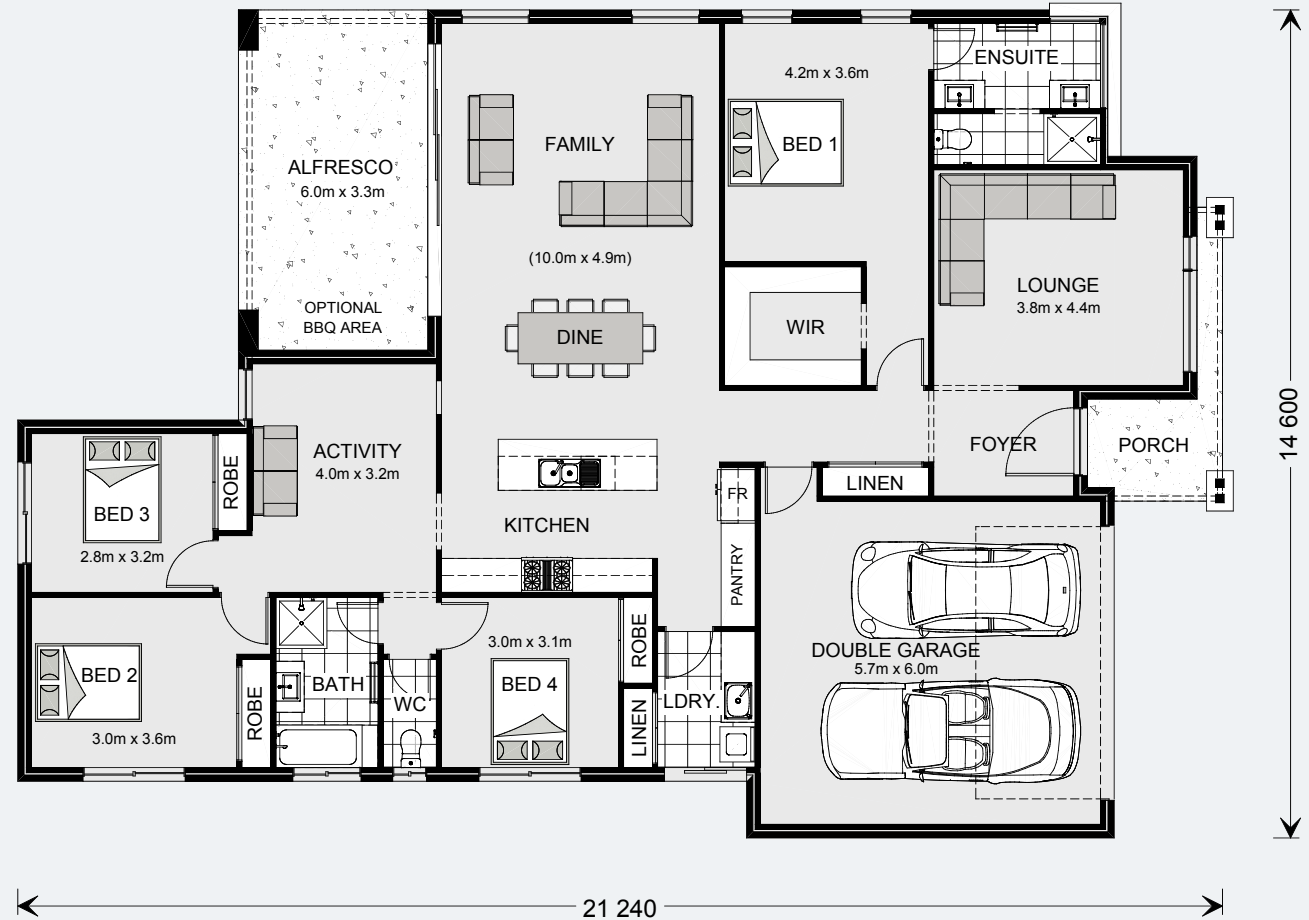 ENSUITE
4.2m x 3.6m
BED 1
FAMILY
ALFRESCO
6.0m x 3.3m
(10.0m x 4.9m)
LOUNGE
3.8m x 4.4m
OPTIONAL
BBQ AREA
WIR
DINE
14 600
ACTIVITY
4.0m x 3.2m
FOYER
PORCH
ROBE
LINEN
FR
BED 3
KITCHEN
2.8m x 3.2m
PANTRY
3.0m x 3.1m
ROBE
DOUBLE GARAGE
5.7m x 6.0m
BED 2
BATH
BED 4
WC
LDRY.
ROBE
LINEN
3.0m x 3.6m
21 240